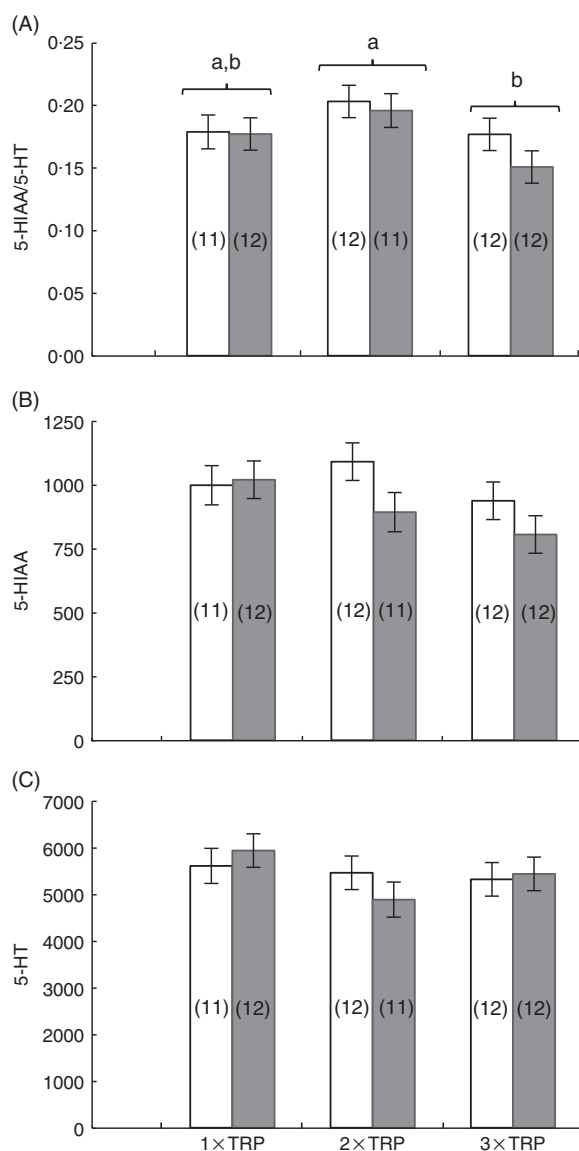 (A)
0·25
0·20
0·15
0·10
0·05
0·00
5-HIAA/5-HT
a,b
a
b
(11) (12) (12) (11) (12) (12)
(B)
1250
1000
750
500
250
0
5-HIAA
(11) (12) (12) (11) (12) (12)
(C)
7000
6000
5000
4000
3000
2000
1000
0
5-HT
(11) (12) (12) (11) (12) (12)
1×TRP 2×TRP 3×TRP